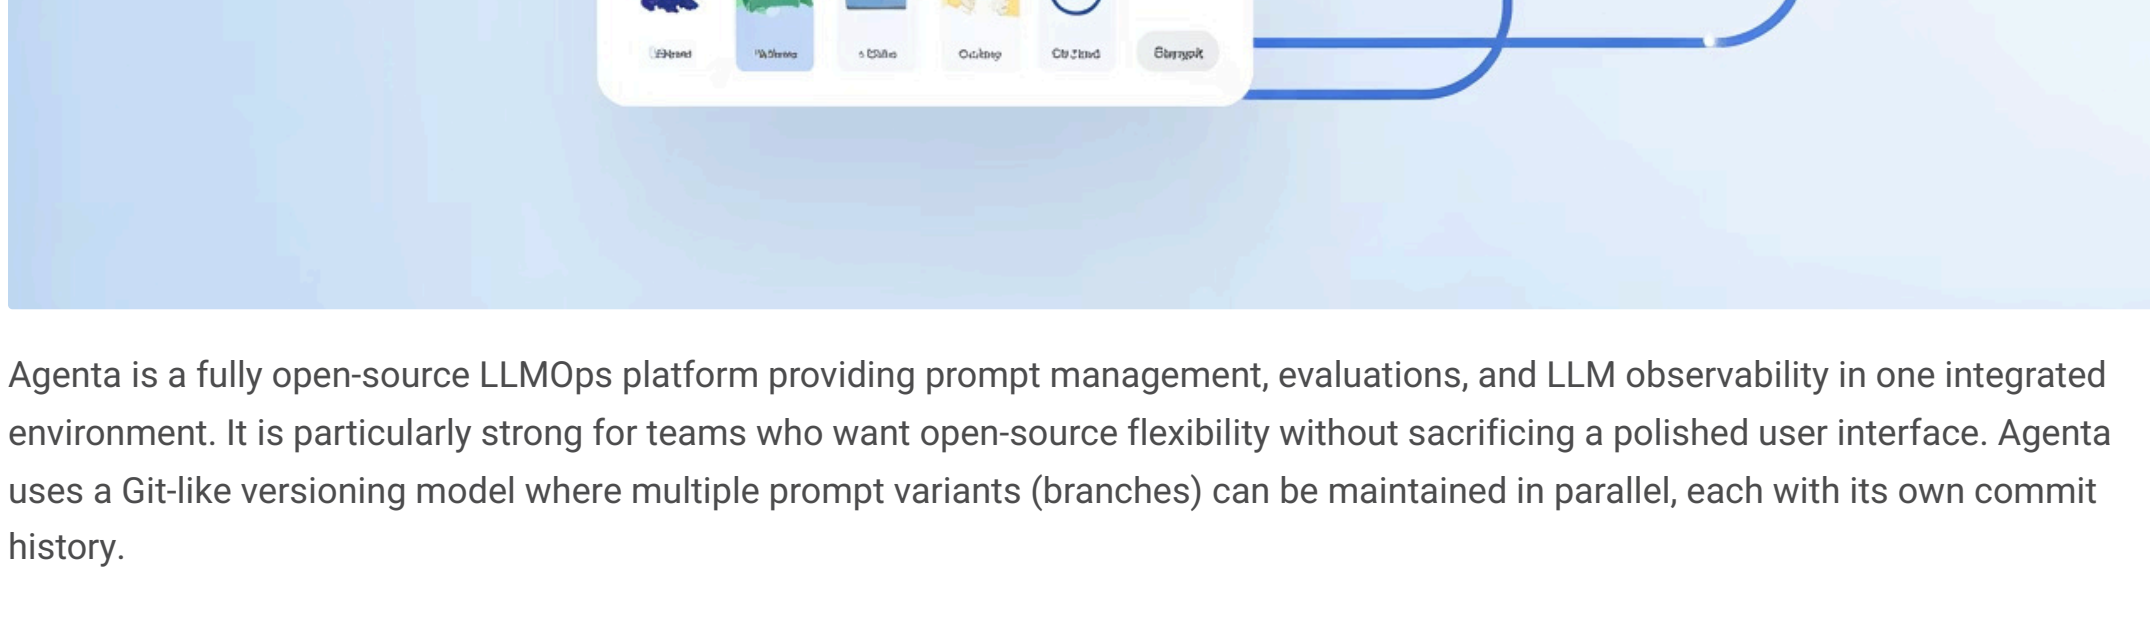 Agenta is a fully open-source LLMOps platform providing prompt management, evaluations, and LLM observability in one integrated
environment. It is particularly strong for teams who want open-source flexibility without sacrificing a polished user interface. Agenta
uses a Git-like versioning model where multiple prompt variants (branches) can be maintained in parallel, each with its own commit
history.